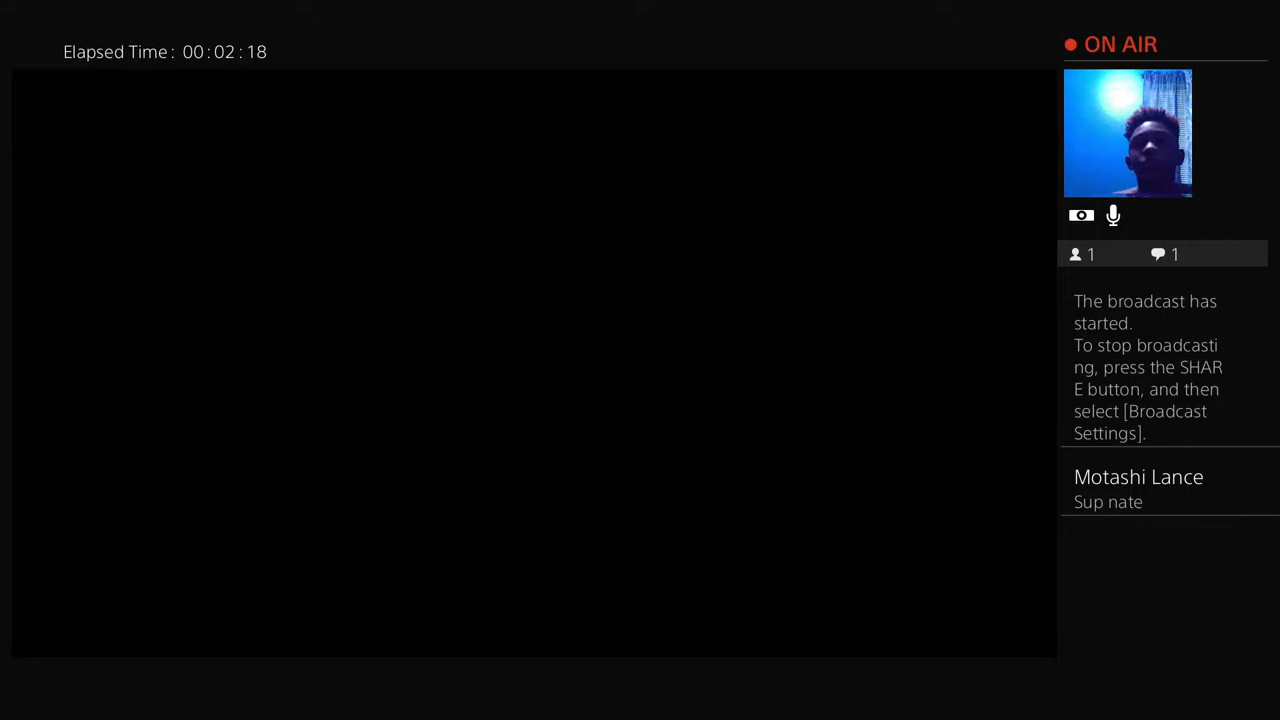 Elapsed Time: 00:02:18
ON AIR
1
1
The broadcast has
started.
To stop broadcasti
ng, press the SHAR
E button, and then
select [Broadcast
Settings].
Motashi Lance
Sup nate